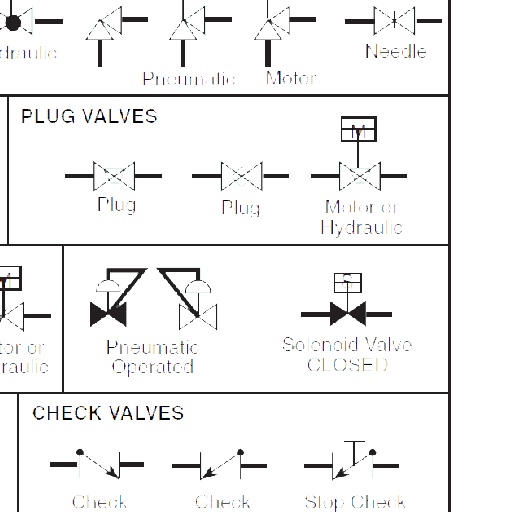 draulic
Pneumatic Motor
Needle
PLUG VALVES
M
Plug
Plug
Motor or
Hydraulic
S
tor or
raulic
Pneumatic
Operated
Solenoid Valve
CLOSED
CHECK VALVES
Check
Check
Stop Check